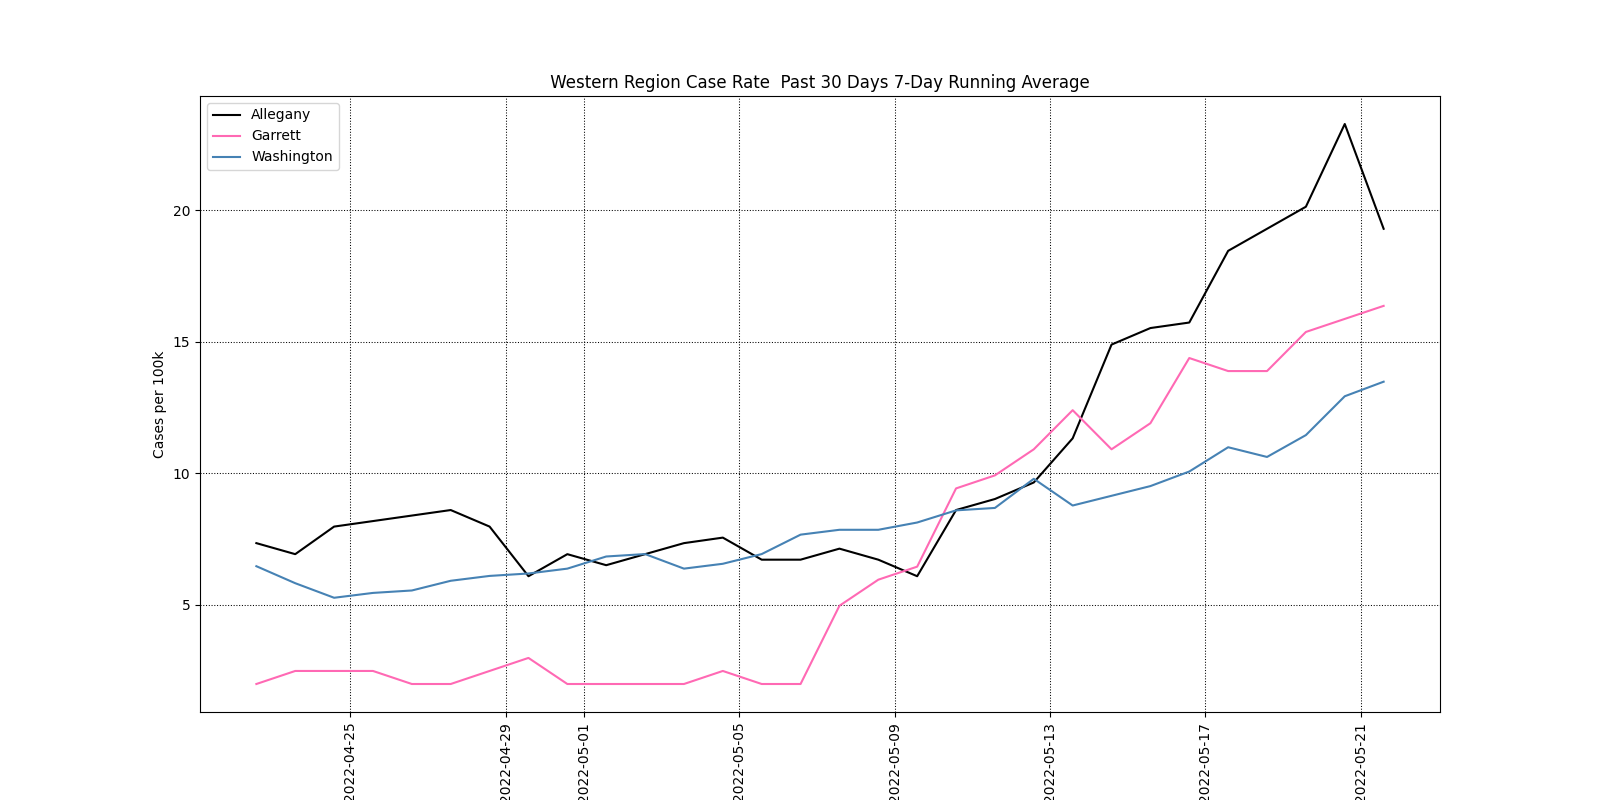 Western Region Case Rate  Past 30 Days 7-Day Running Average
Allegany
Garrett
Washington
Cases per 100k
20
15
10
5
2022-04-25
2022-04-29
2022-05-01
2022-05-05
2022-05-09
2022-05-13
2022-05-17
2022-05-21